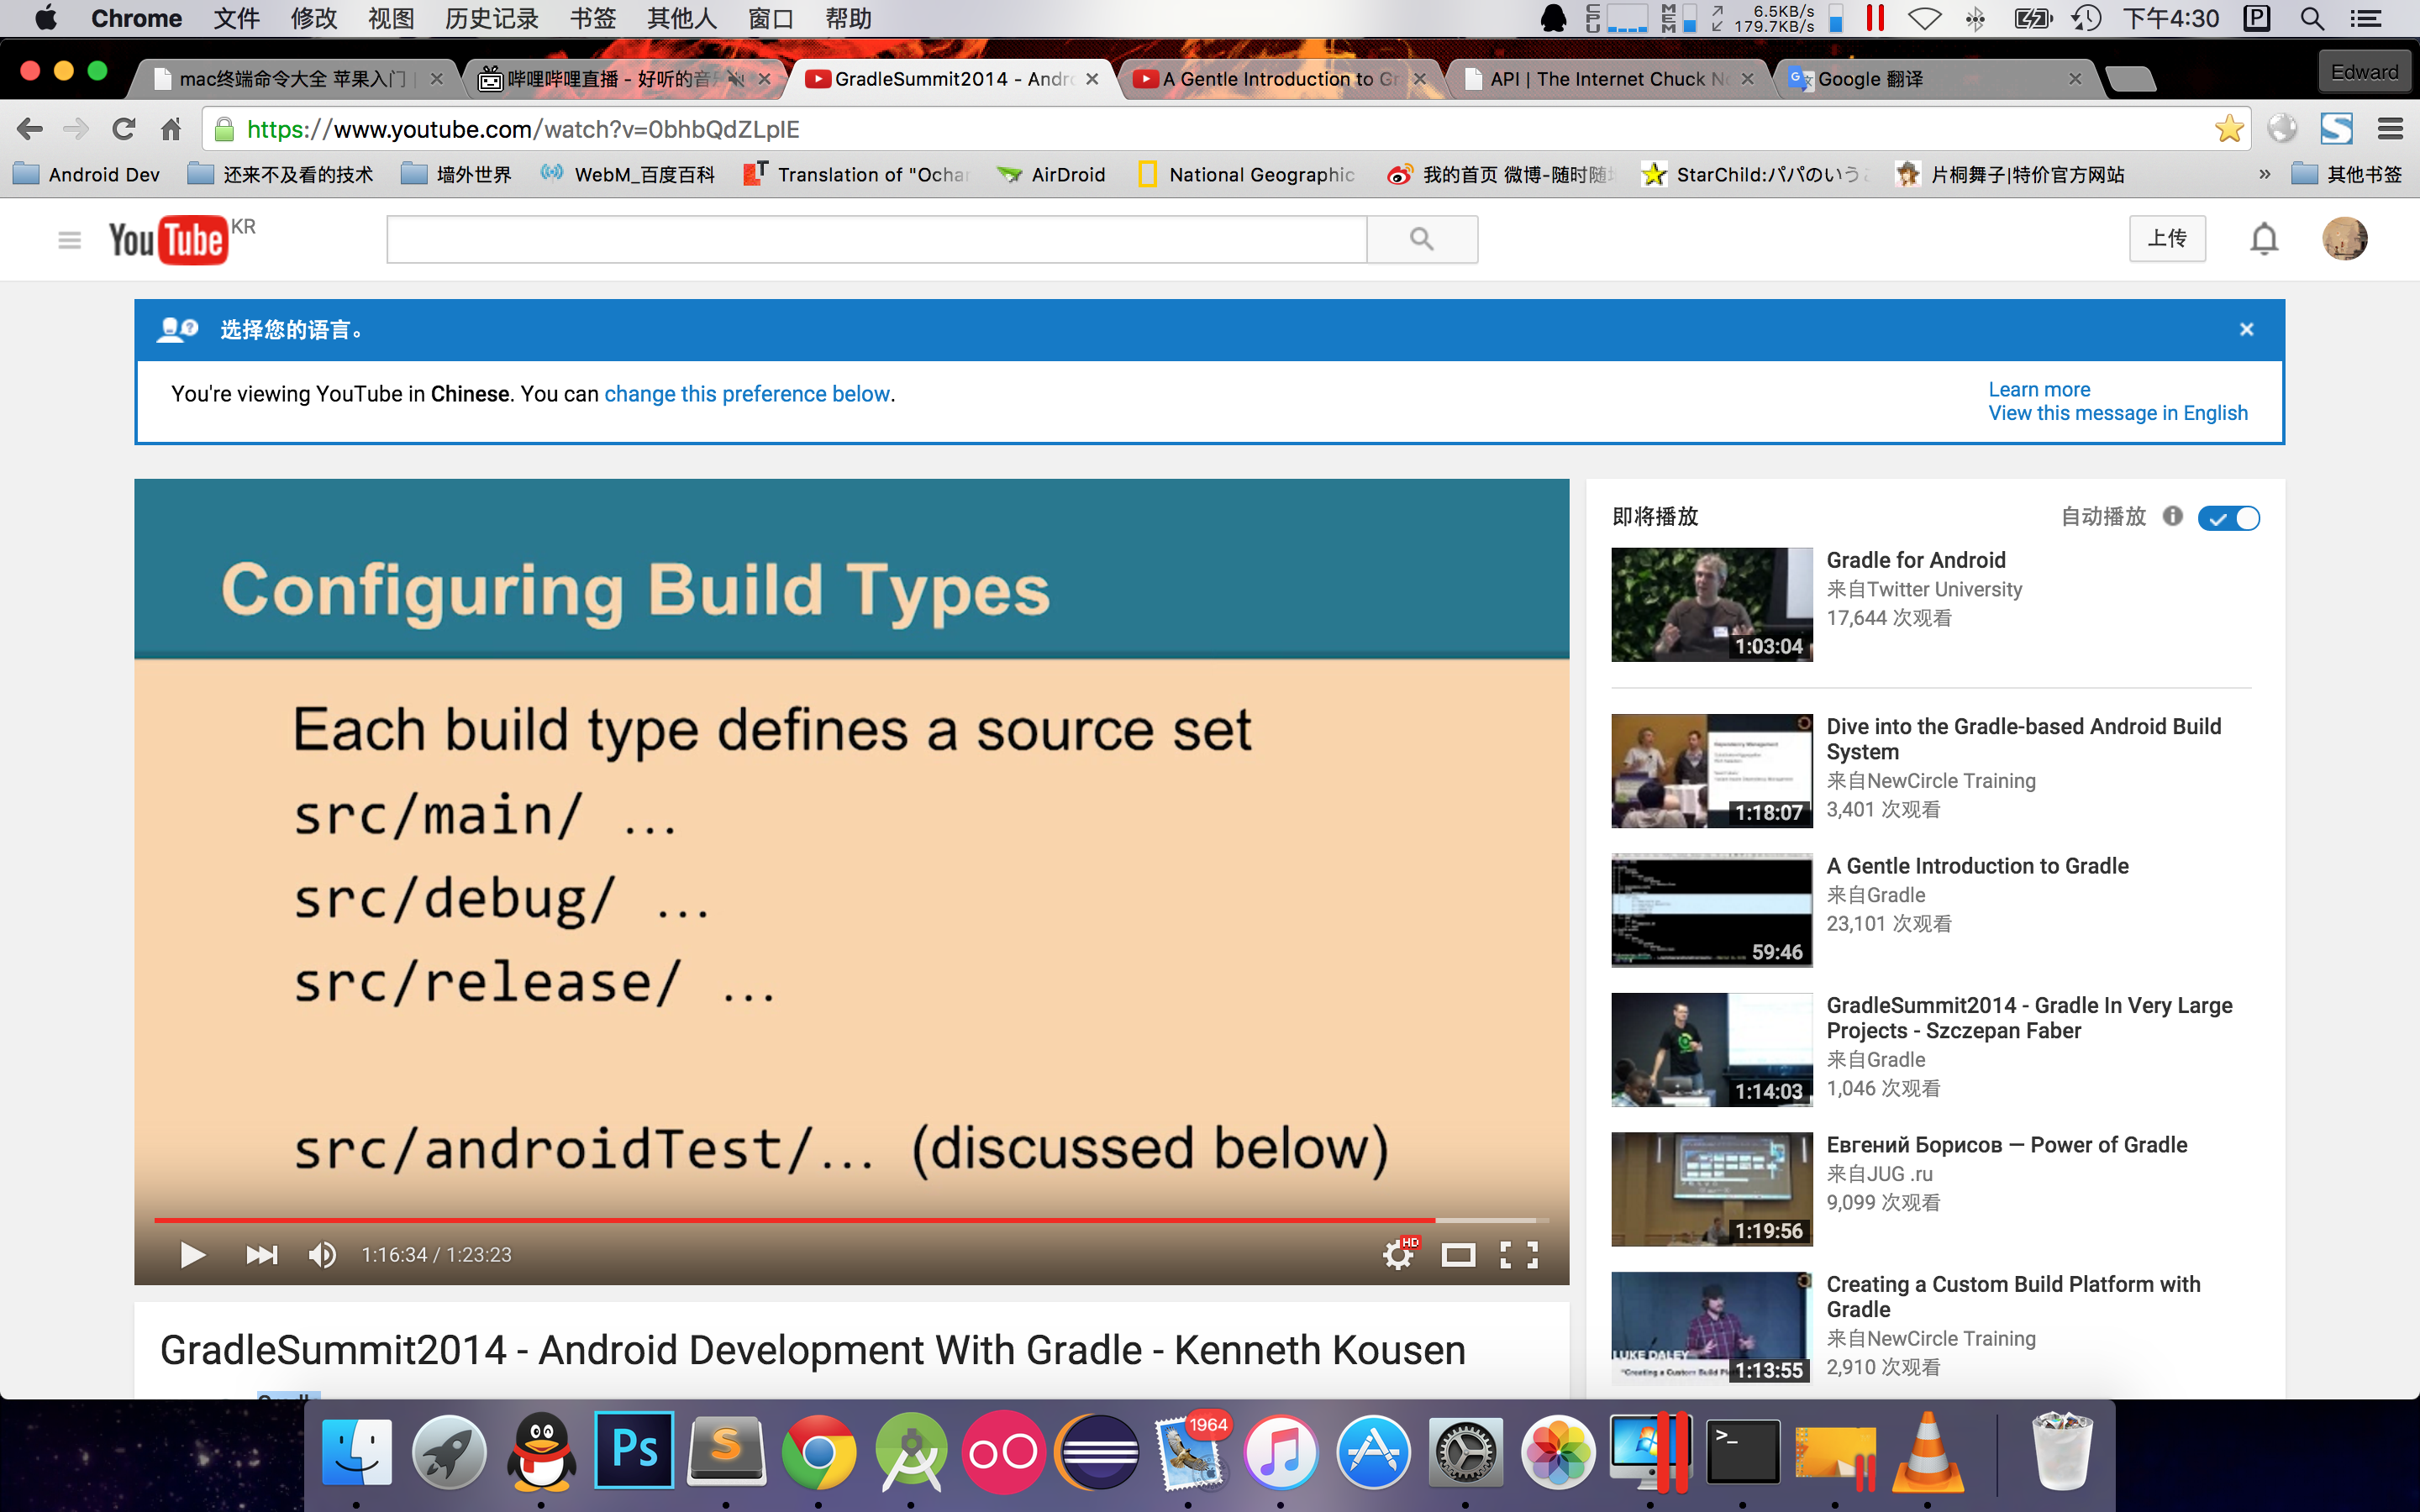 Chrome 文件 修改 视图 历史记录 书签 其他人 窗口 帮助
CPU MEM 6.5KB/s 179.7KB/s 下午4:30 P
mac终端命令大全 苹果入门
哔哩哔哩直播 - 好听的音
GradleSummit2014 - Andr
A Gentle Introduction to Gr
API | The Internet Chuck N
Google 翻译
Edward
https://www.youtube.com/watch?v=0bhbQdZLpIE
Android Dev 还来不及看的技术 墙外世界 WebM_百度百科 Translation of "Ochar AirDroid National Geographic 我的首页 微博-随时随 StarChild:パパのいう 片桐舞子|特价官方网站 » 其他书签
YouTube KR
上传
选择您的语言。
You're viewing YouTube in Chinese. You can change this preference below.
Learn more
View this message in English
Configuring Build Types
Each build type defines a source set
src/main/ ...
src/debug/ ...
src/release/ ...
src/androidTest/... (discussed below)
1:16:34 / 1:23:23
HD
GradleSummit2014 - Android Development With Gradle - Kenneth Kousen
即将播放
自动播放
Gradle for Android
来自Twitter University
17,644 次观看
1:03:04
Dive into the Gradle-based Android Build
System
来自NewCircle Training
3,401 次观看
1:18:07
A Gentle Introduction to Gradle
来自Gradle
23,101 次观看
59:46
GradleSummit2014 - Gradle In Very Large
Projects - Szczepan Faber
来自Gradle
1,046 次观看
1:14:03
Евгений Борисов — Power of Gradle
来自JUG .ru
9,099 次观看
1:19:56
Creating a Custom Build Platform with
Gradle
来自NewCircle Training
2,910 次观看
LUKE DALEY
1:13:55
Ps
S
1964
>_